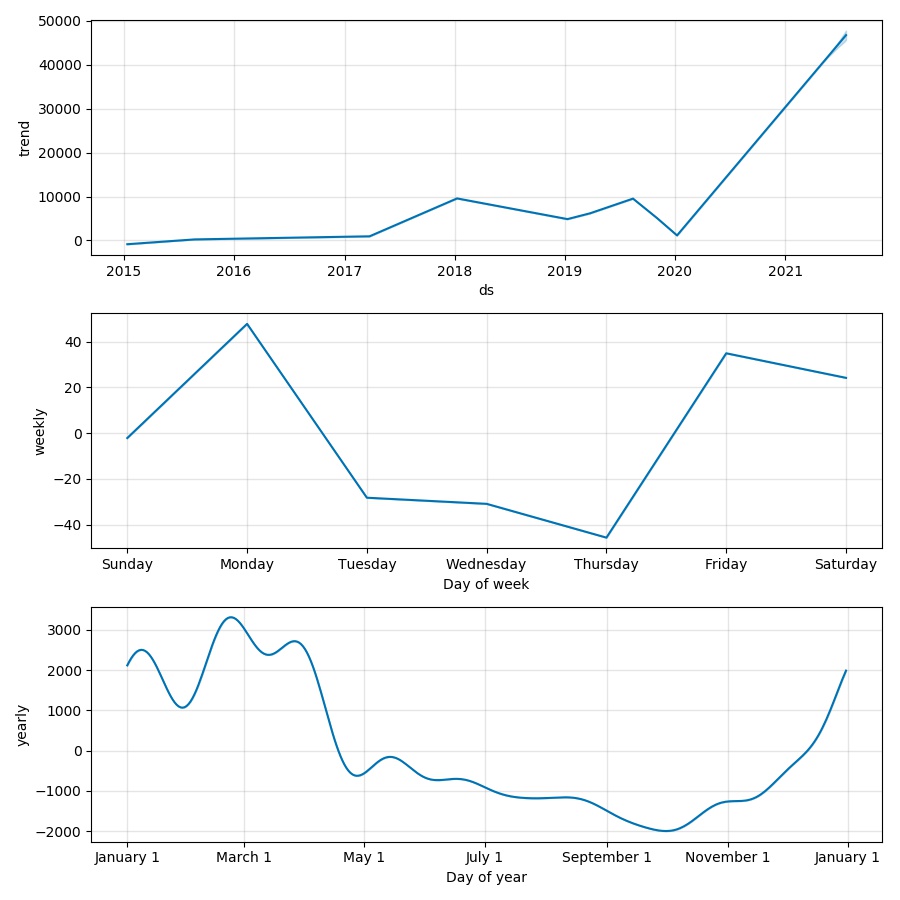 50000
40000
30000
20000
10000
0
trend
2015 2016 2017 2018 2019 2020 2021
ds
40
20
0
−20
−40
weekly
Sunday Monday Tuesday Wednesday Thursday Friday Saturday
Day of week
3000
2000
1000
0
−1000
−2000
yearly
January 1 March 1 May 1 July 1 September 1 November 1 January 1
Day of year